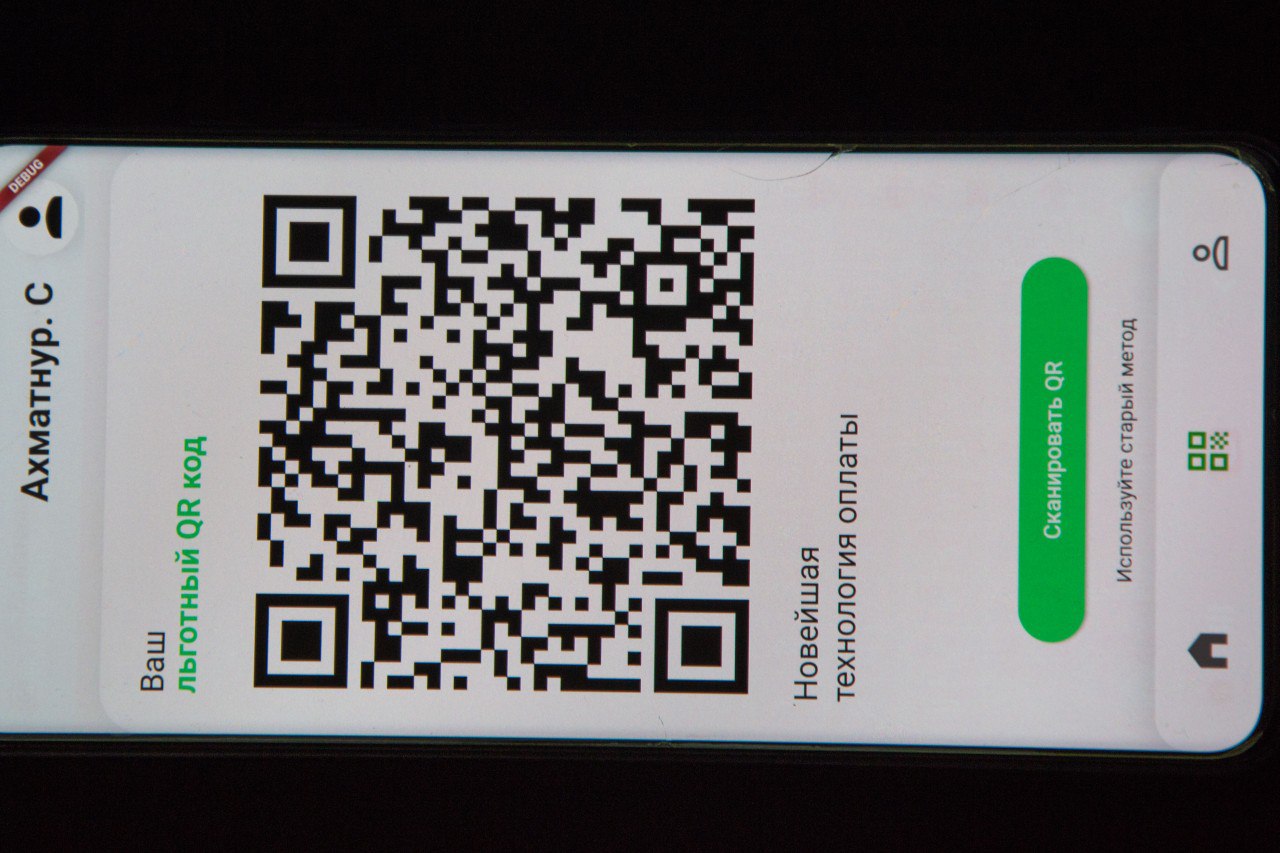 DEBUG
Ахматнур. С
Ваш
льготный QR код
Новейшая
технология оплаты
Сканировать QR
Используйте старый метод